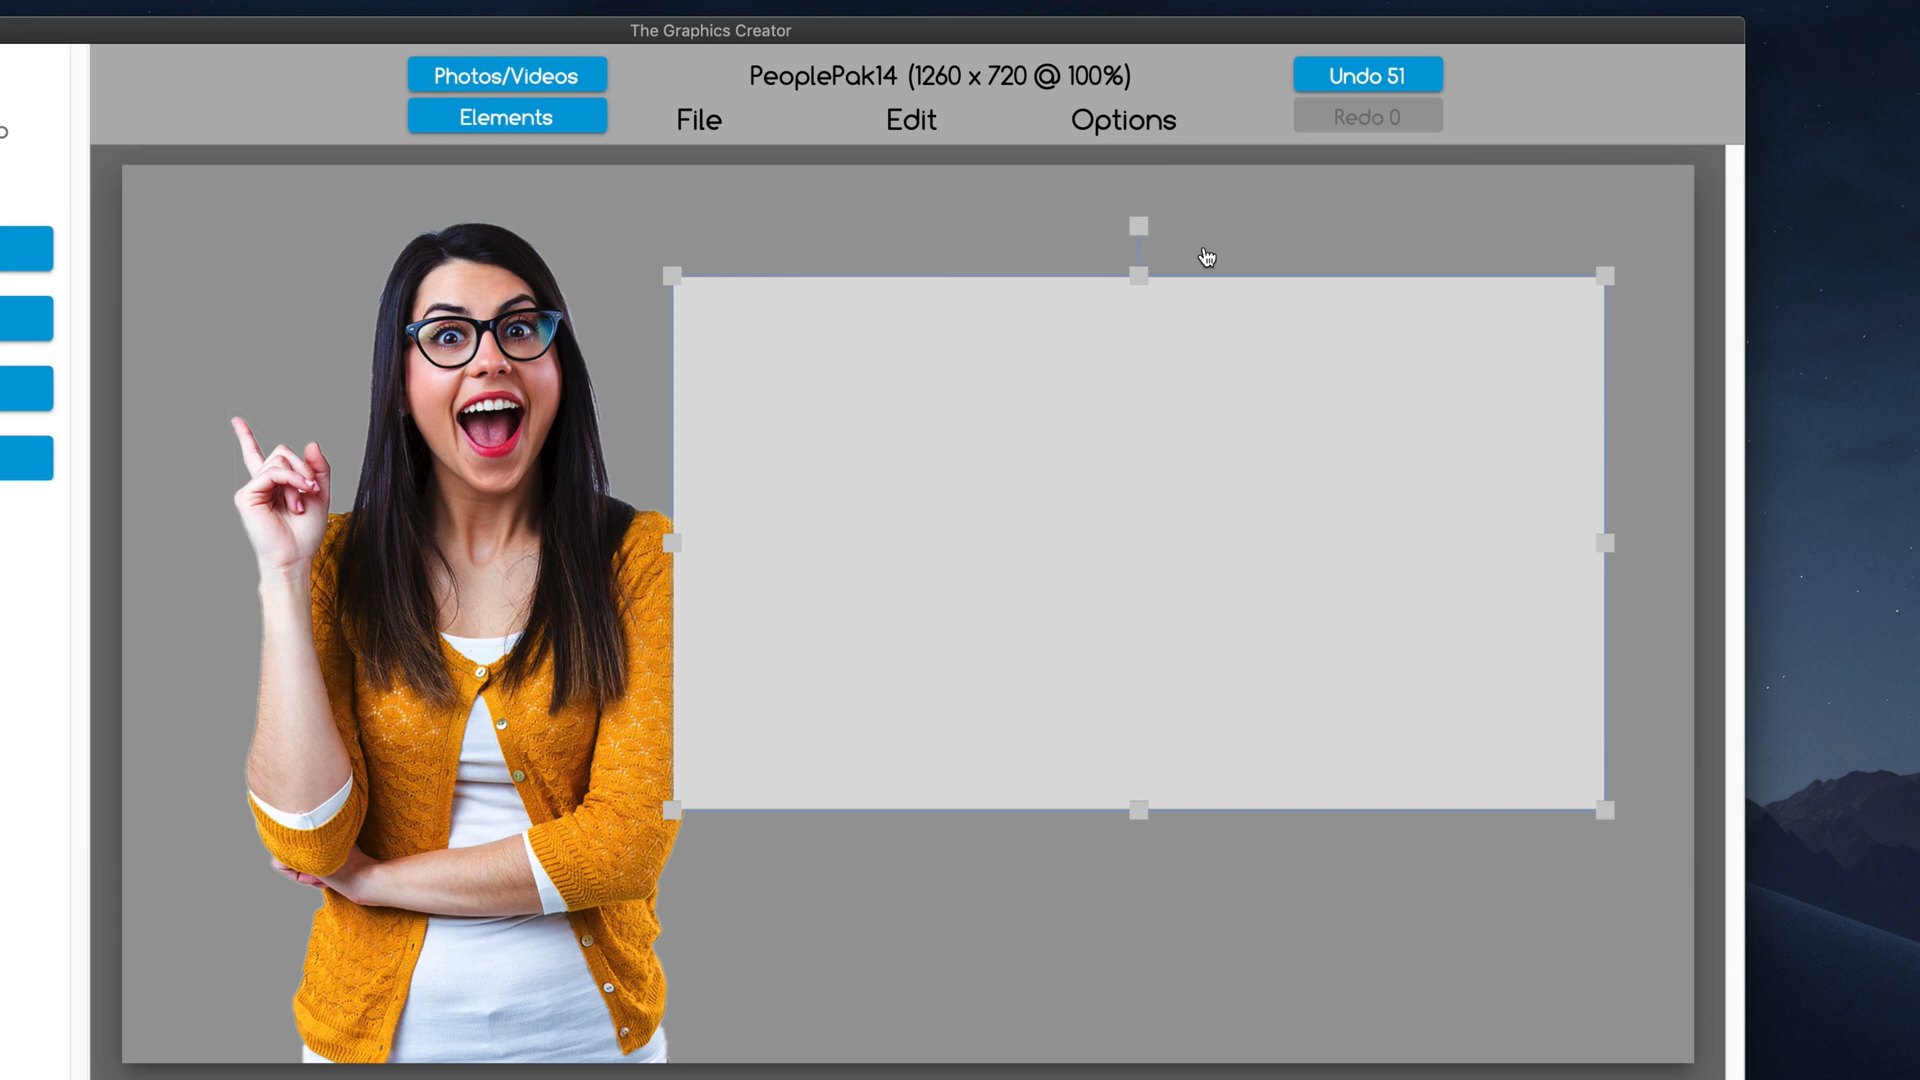 The Graphics Creator
Photos/Videos
PeoplePak14 (1260 x 720 @ 100%)
Undo 51
Elements
File
Edit
Options
Redo 0